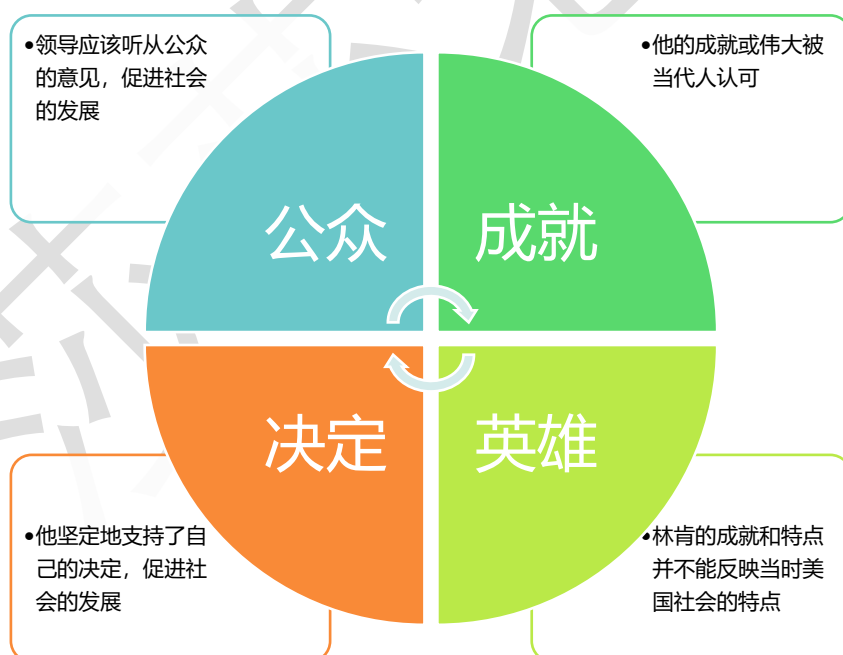 •领导应该听从公众
的意见，促进社会
的发展
•他的成就或伟大被
当代人认可
公众
成就
决定
英雄
•他坚定地支持了自
己的决定，促进社
会的发展
•林肯的成就和特点
并不能反映当时美
国社会的特点